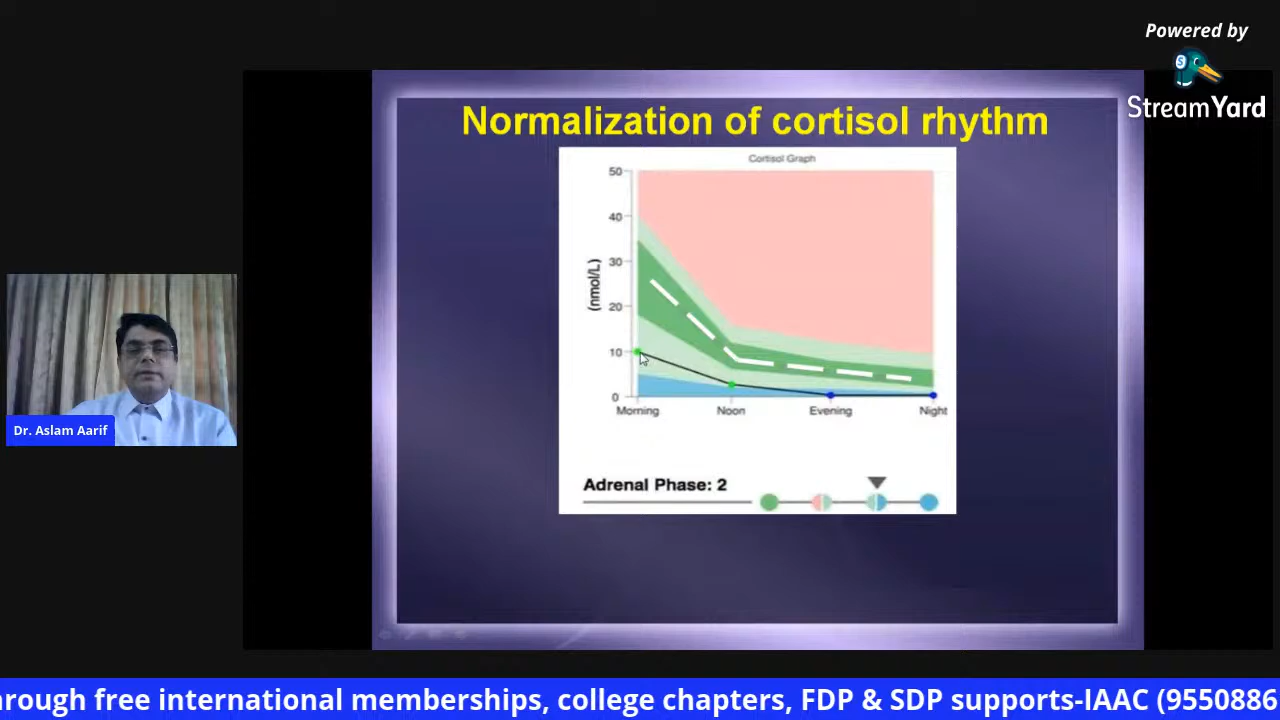 Powered by
StreamYard
Normalization of cortisol rhythm
Cortisol Graph
50
40
30
20
10
0
(nmol/L)
Morning Noon Evening Night
Adrenal Phase: 2
Dr. Aslam Aarif
rough free international memberships, college chapters, FDP & SDP supports-IAAC (9550886